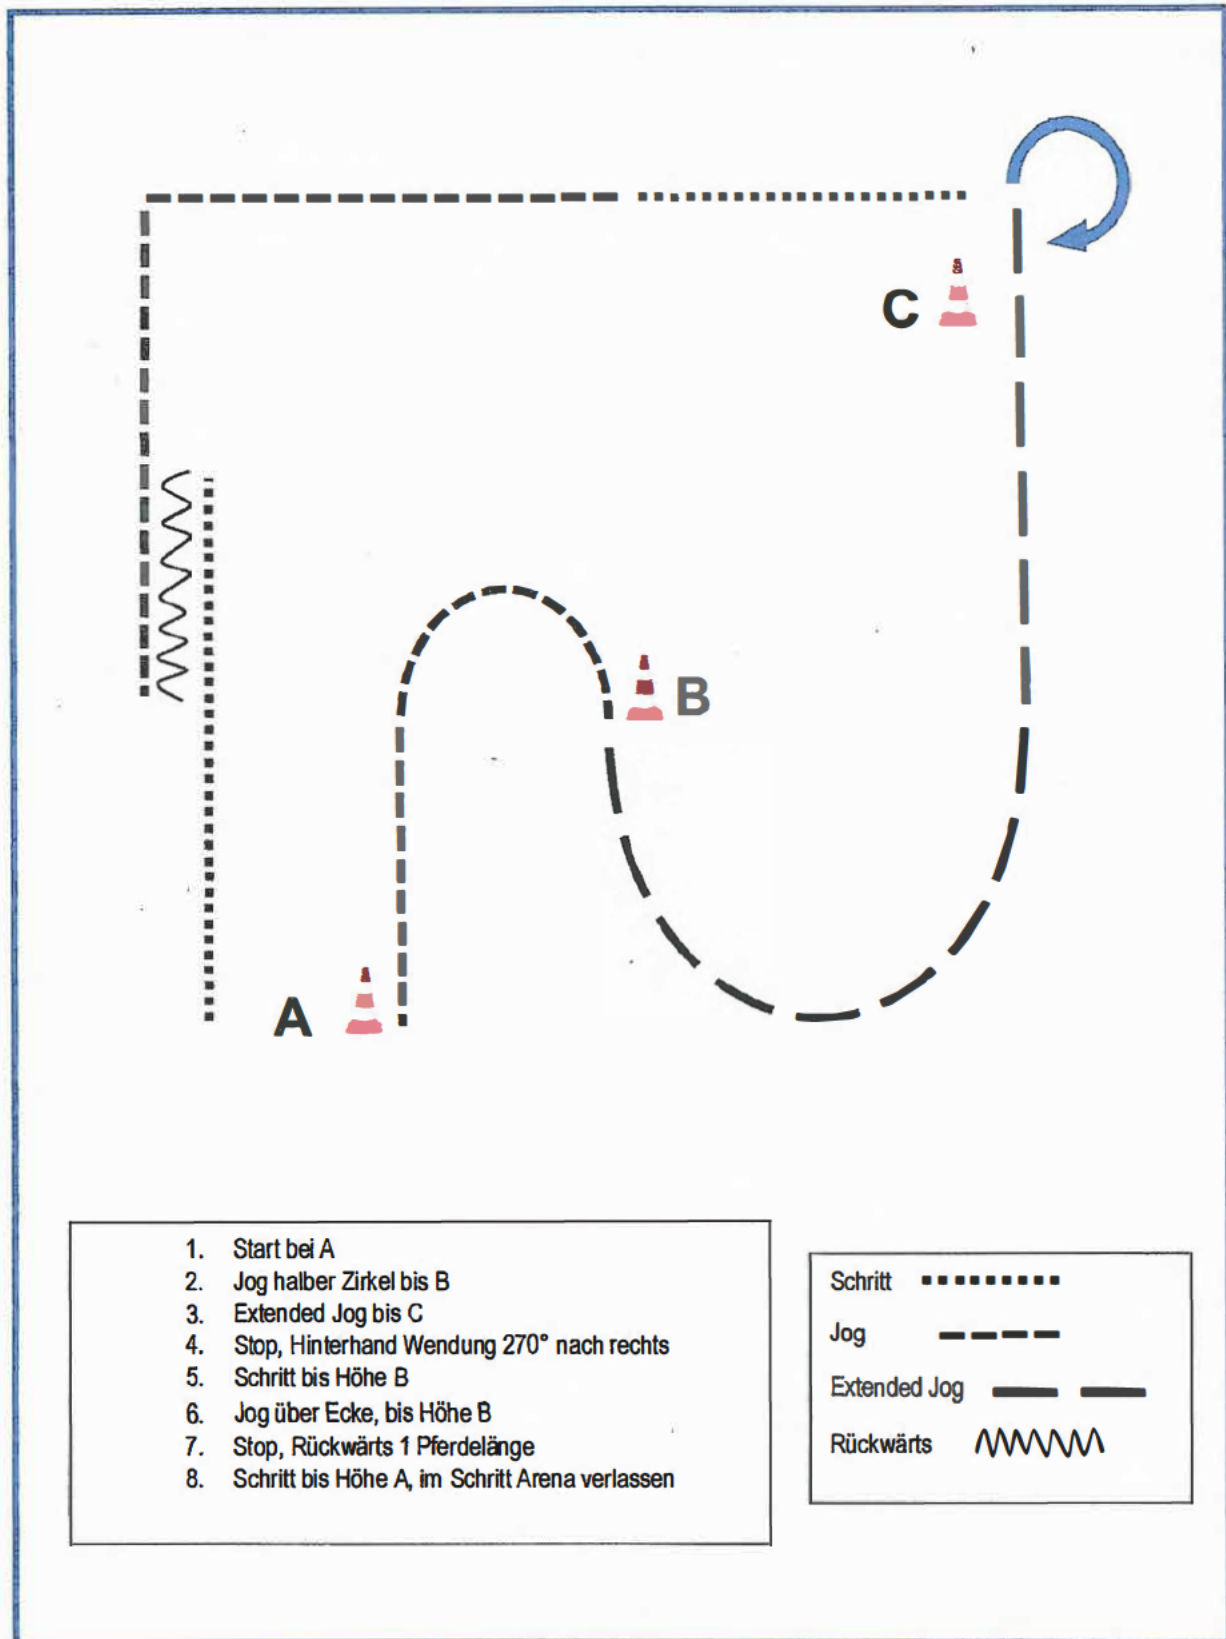 C
B
A
1. Start bei A
2. Jog halber Zirkel bis B
3. Extended Jog bis C
4. Stop, Hinterhand Wendung 270° nach rechts
5. Schritt bis Höhe B
6. Jog über Ecke, bis Höhe B
7. Stop, Rückwärts 1 Pferdelänge
8. Schritt bis Höhe A, im Schritt Arena verlassen
Schritt
Jog
Extended Jog
Rückwärts